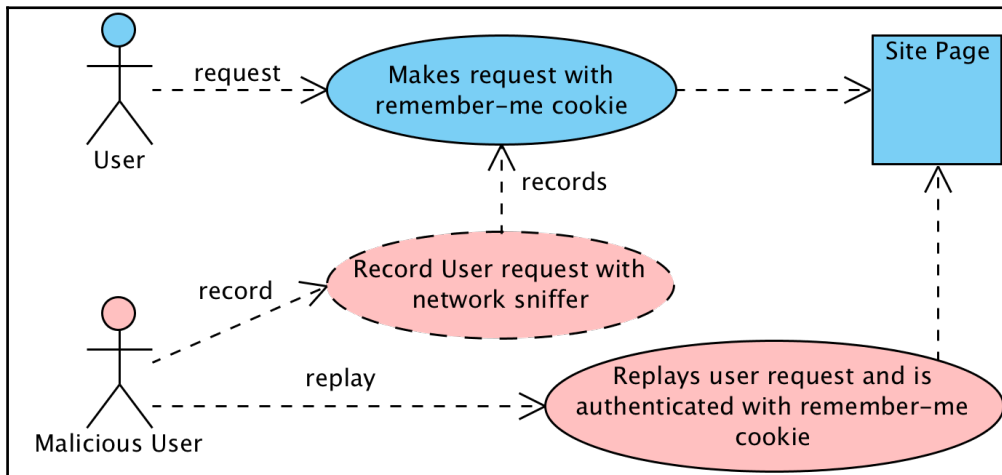 Site Page
request
Makes request with
remember-me cookie
User
records
Record User request with
network sniffer
record
replay
Replays user request and is
authenticated with remember-me
cookie
Malicious User